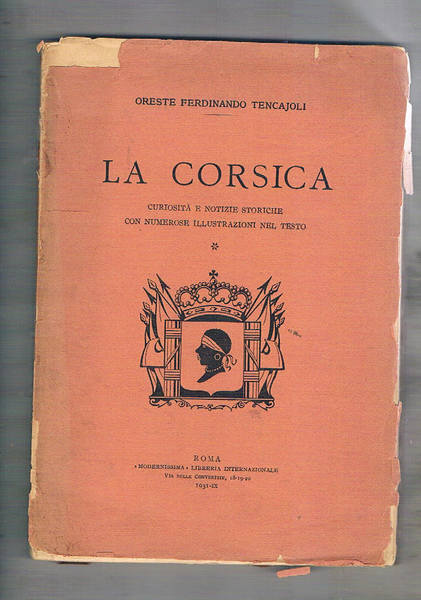 ORESTE FERDINANDO TENCAJOLI
LA CORSICA
CURIOSITÀ E NOTIZIE STORICHE
CON NUMEROSE ILLUSTRAZIONI NEL TESTO
*
ROMA
«MODERNISSIMA» LIBRERIA INTERNAZIONALE
VIA DELLE CONVERTITE, 18-19-20
1931-IX